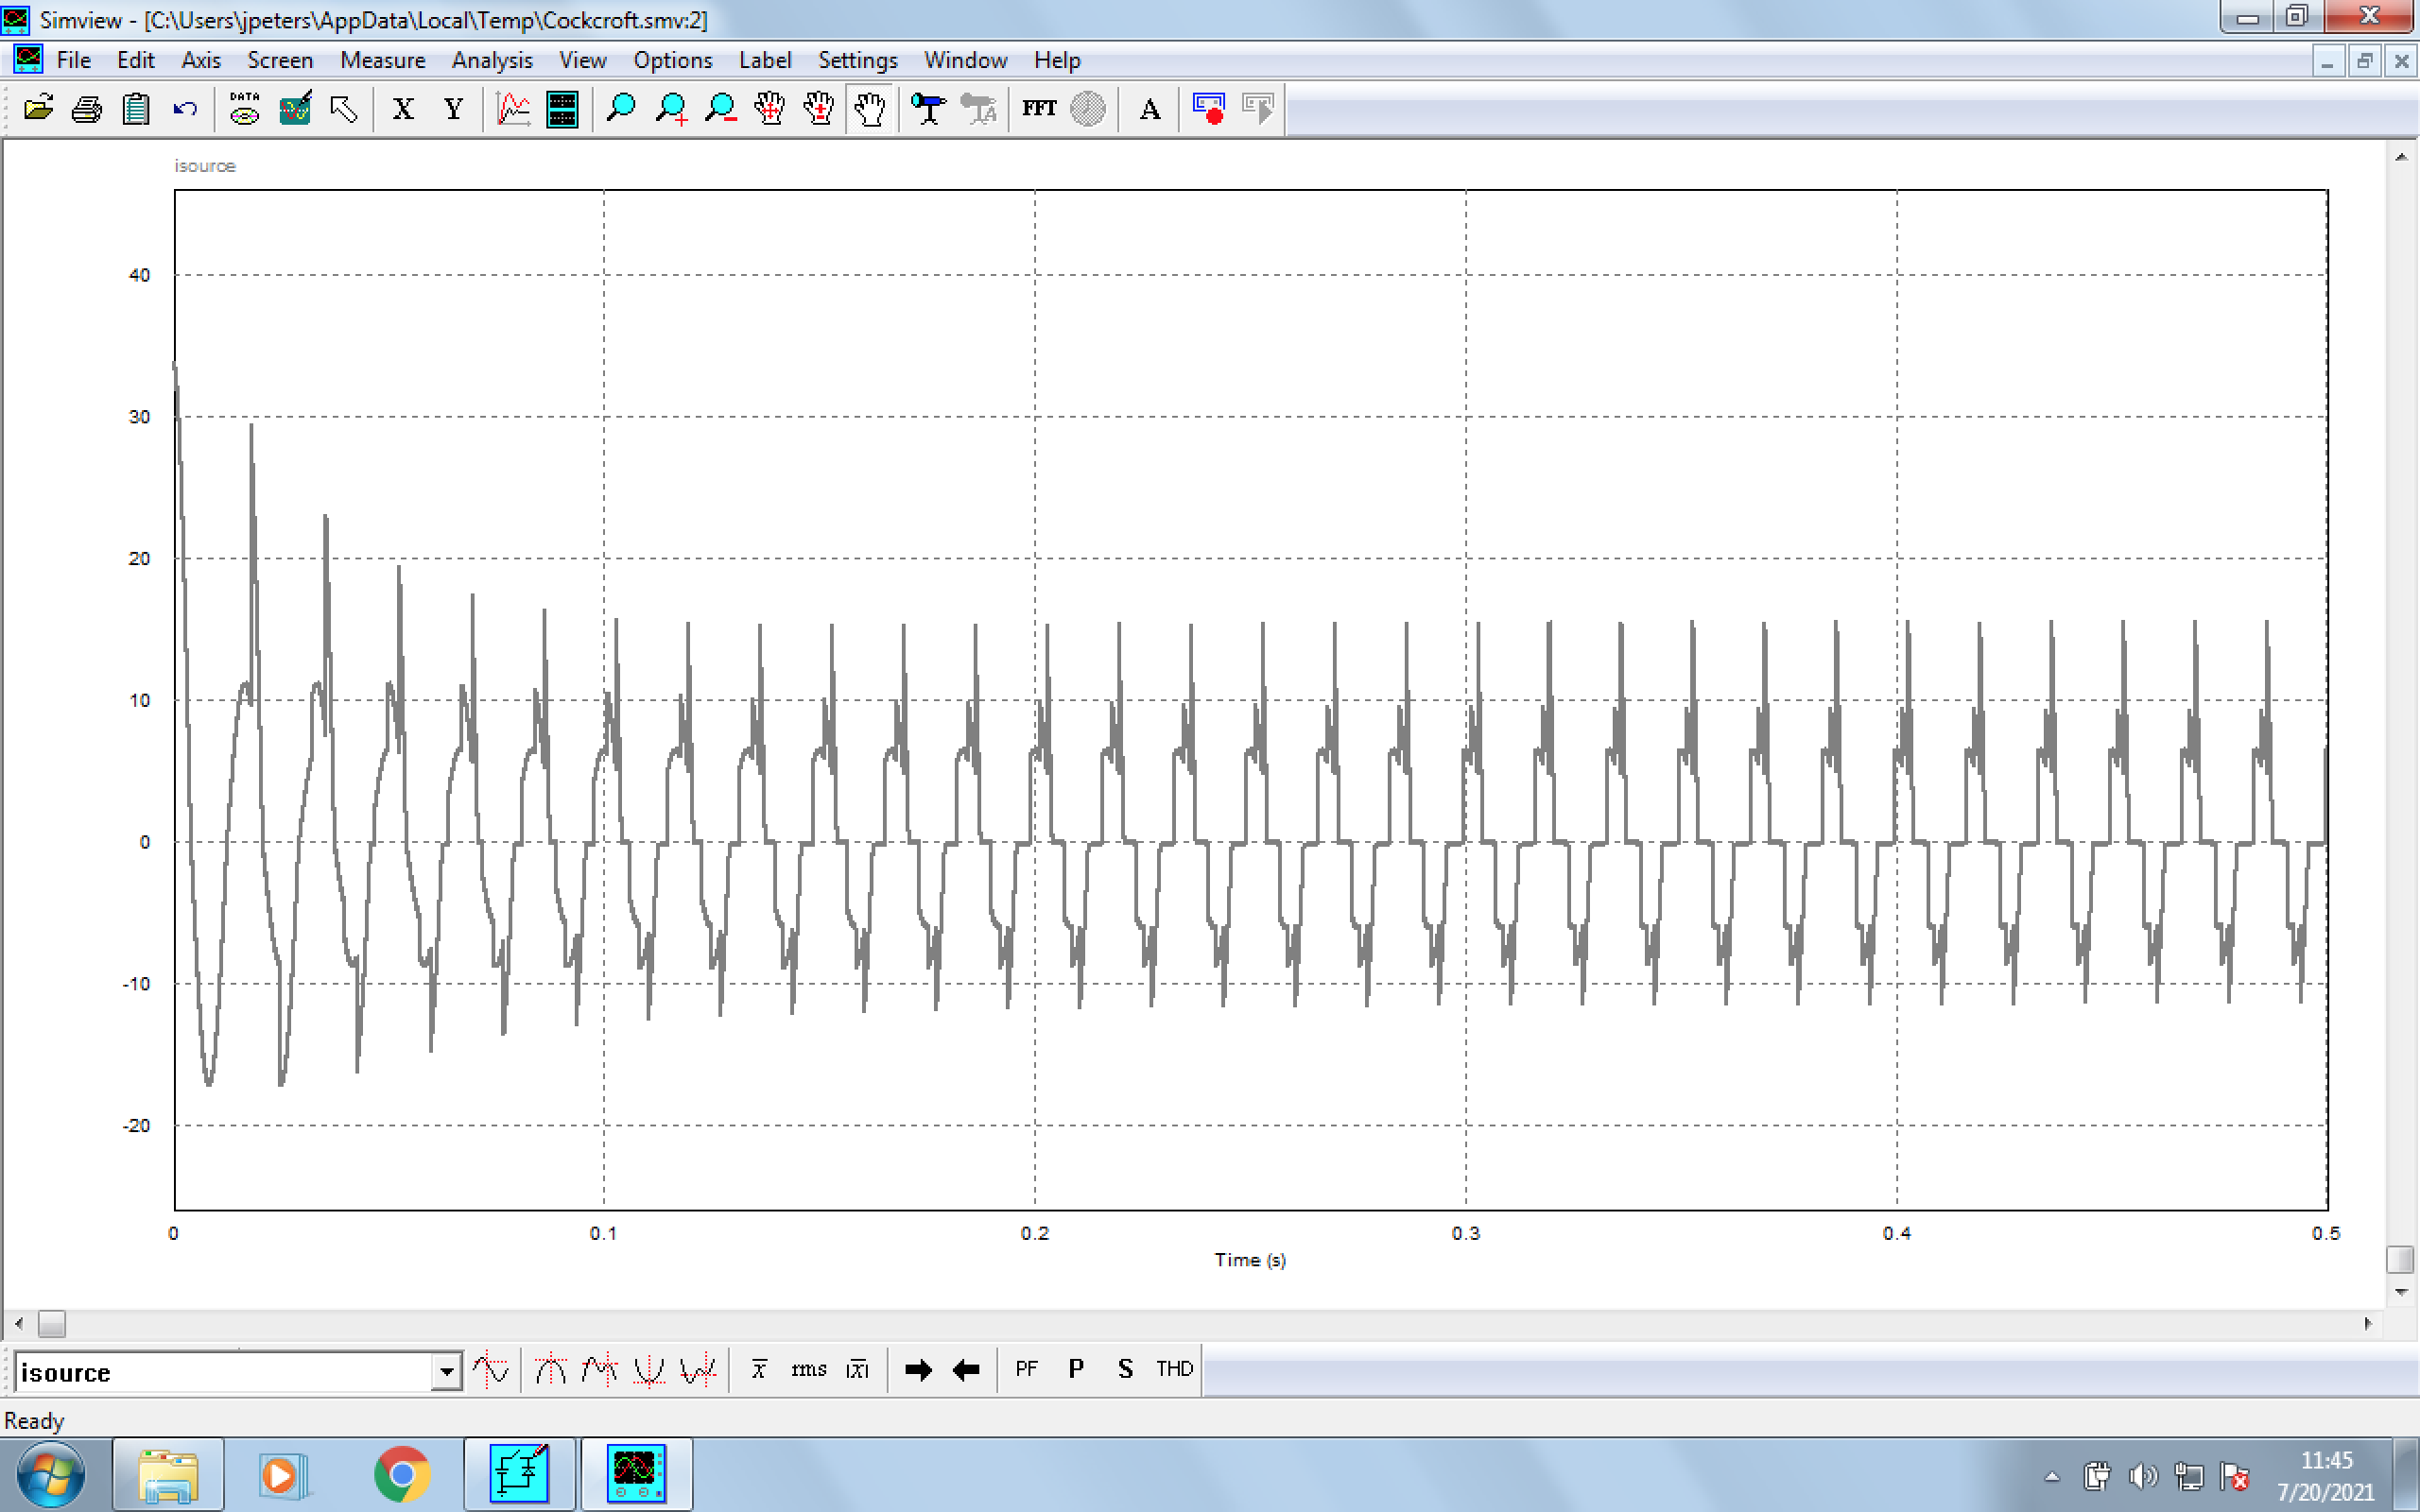 Simview - [C:\Users\jpeters\AppData\Local\Temp\Cockcroft.smv:2]
File Edit Axis Screen Measure Analysis View Options Label Settings Window Help
DATA X Y FFT A
isource
40
30
20
10
0
-10
-20
0 0.1 0.2 0.3 0.4 0.5
Time (s)
isource x rms |x| PF P S THD
Ready
11:45
7/20/2021